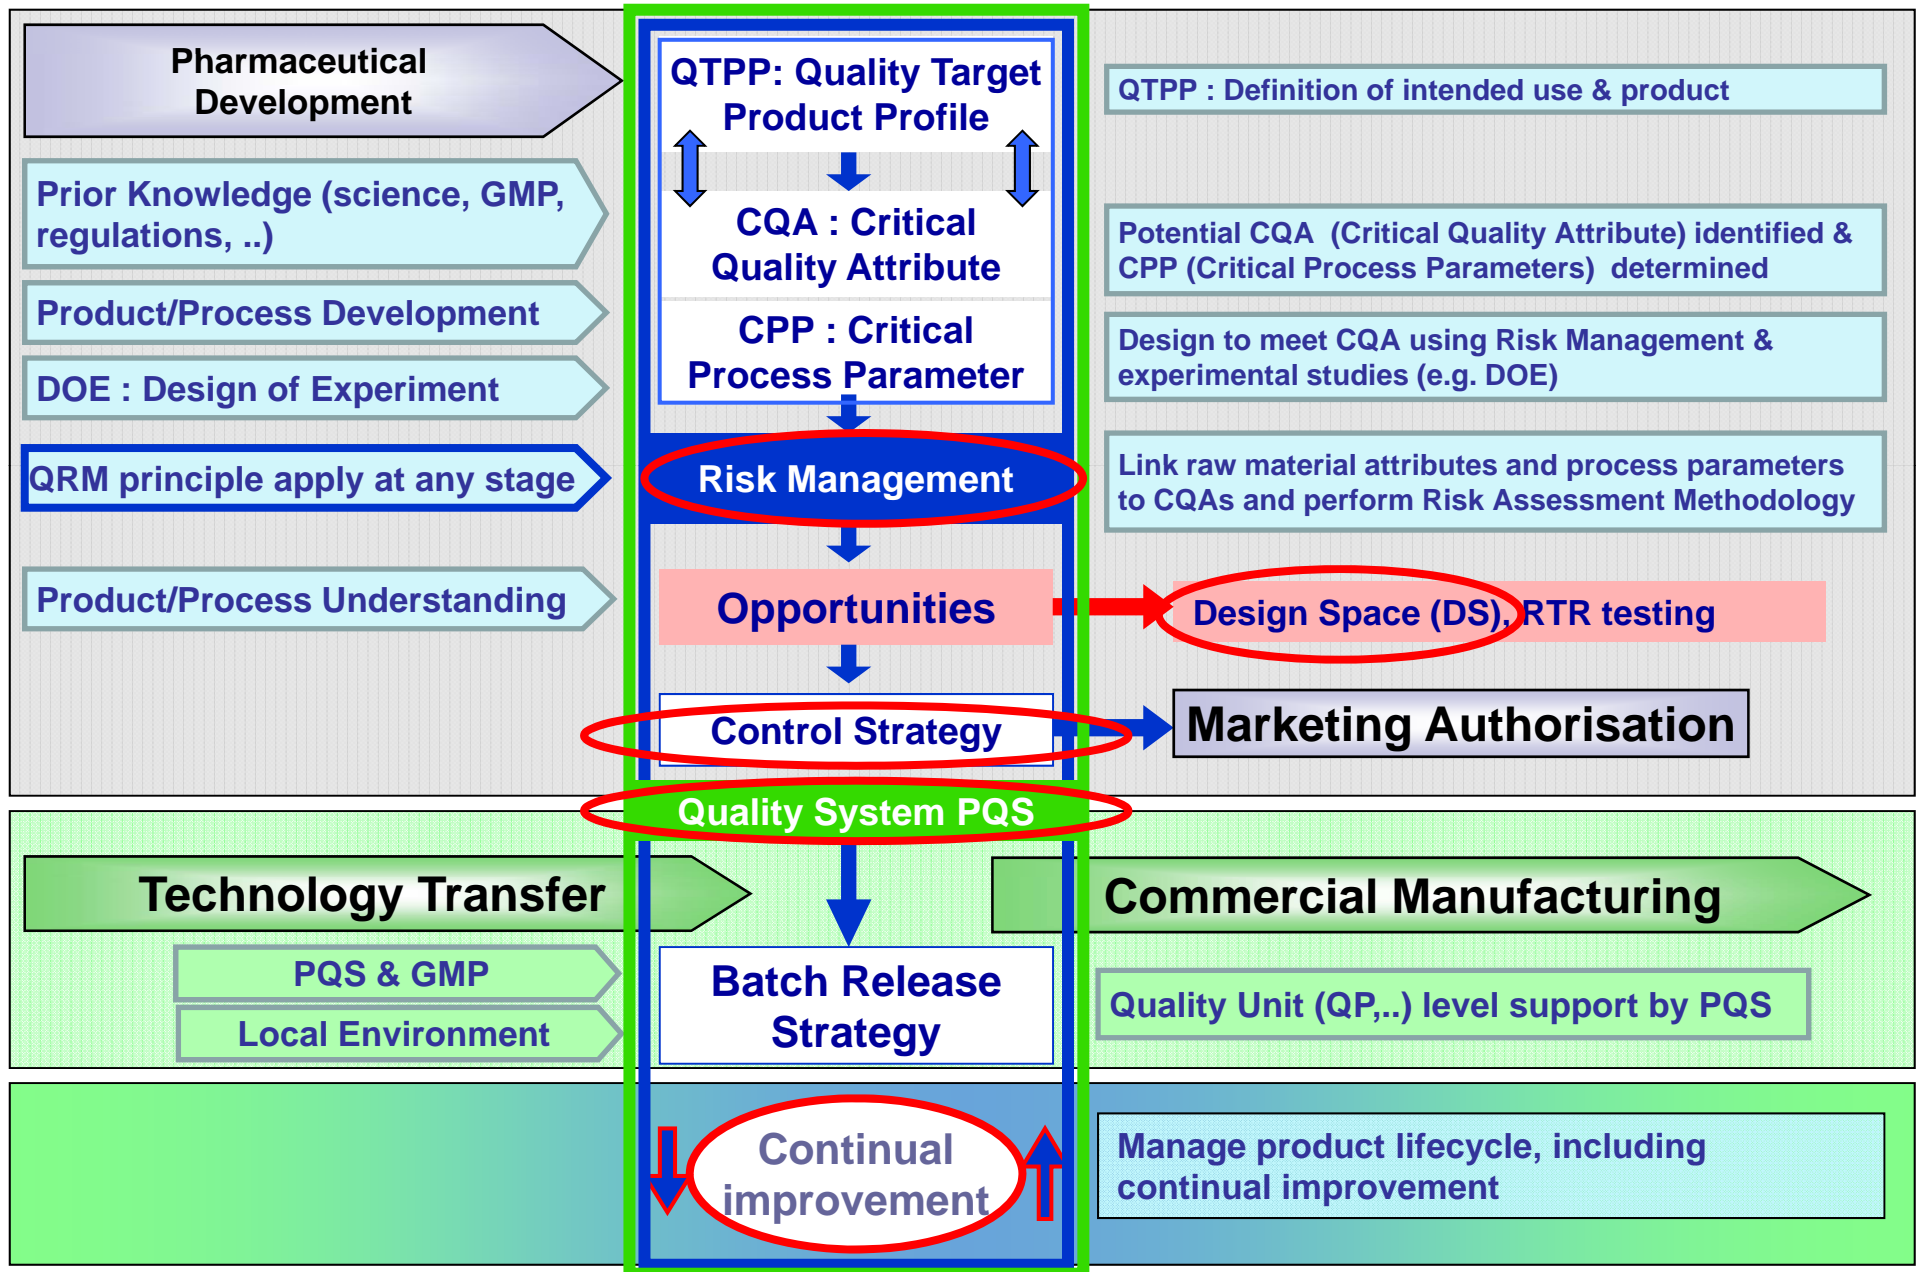 Pharmaceutical
Development
QTPP: Quality Target
Product Profile
QTPP : Definition of intended use & product
Prior Knowledge (science, GMP,
regulations, ..)
CQA : Critical
Quality Attribute
Potential CQA (Critical Quality Attribute) identified &
CPP (Critical Process Parameters) determined
Product/Process Development
CPP : Critical
Process Parameter
Design to meet CQA using Risk Management &
experimental studies (e.g. DOE)
DOE : Design of Experiment
QRM principle apply at any stage
Risk Management
Link raw material attributes and process parameters
to CQAs and perform Risk Assessment Methodology
Product/Process Understanding
Opportunities
Design Space (DS), RTR testing
Control Strategy
Marketing Authorisation
Quality System PQS
Technology Transfer
Commercial Manufacturing
PQS & GMP
Local Environment
Batch Release
Strategy
Quality Unit (QP,..) level support by PQS
Continual
improvement
Manage product lifecycle, including
continual improvement